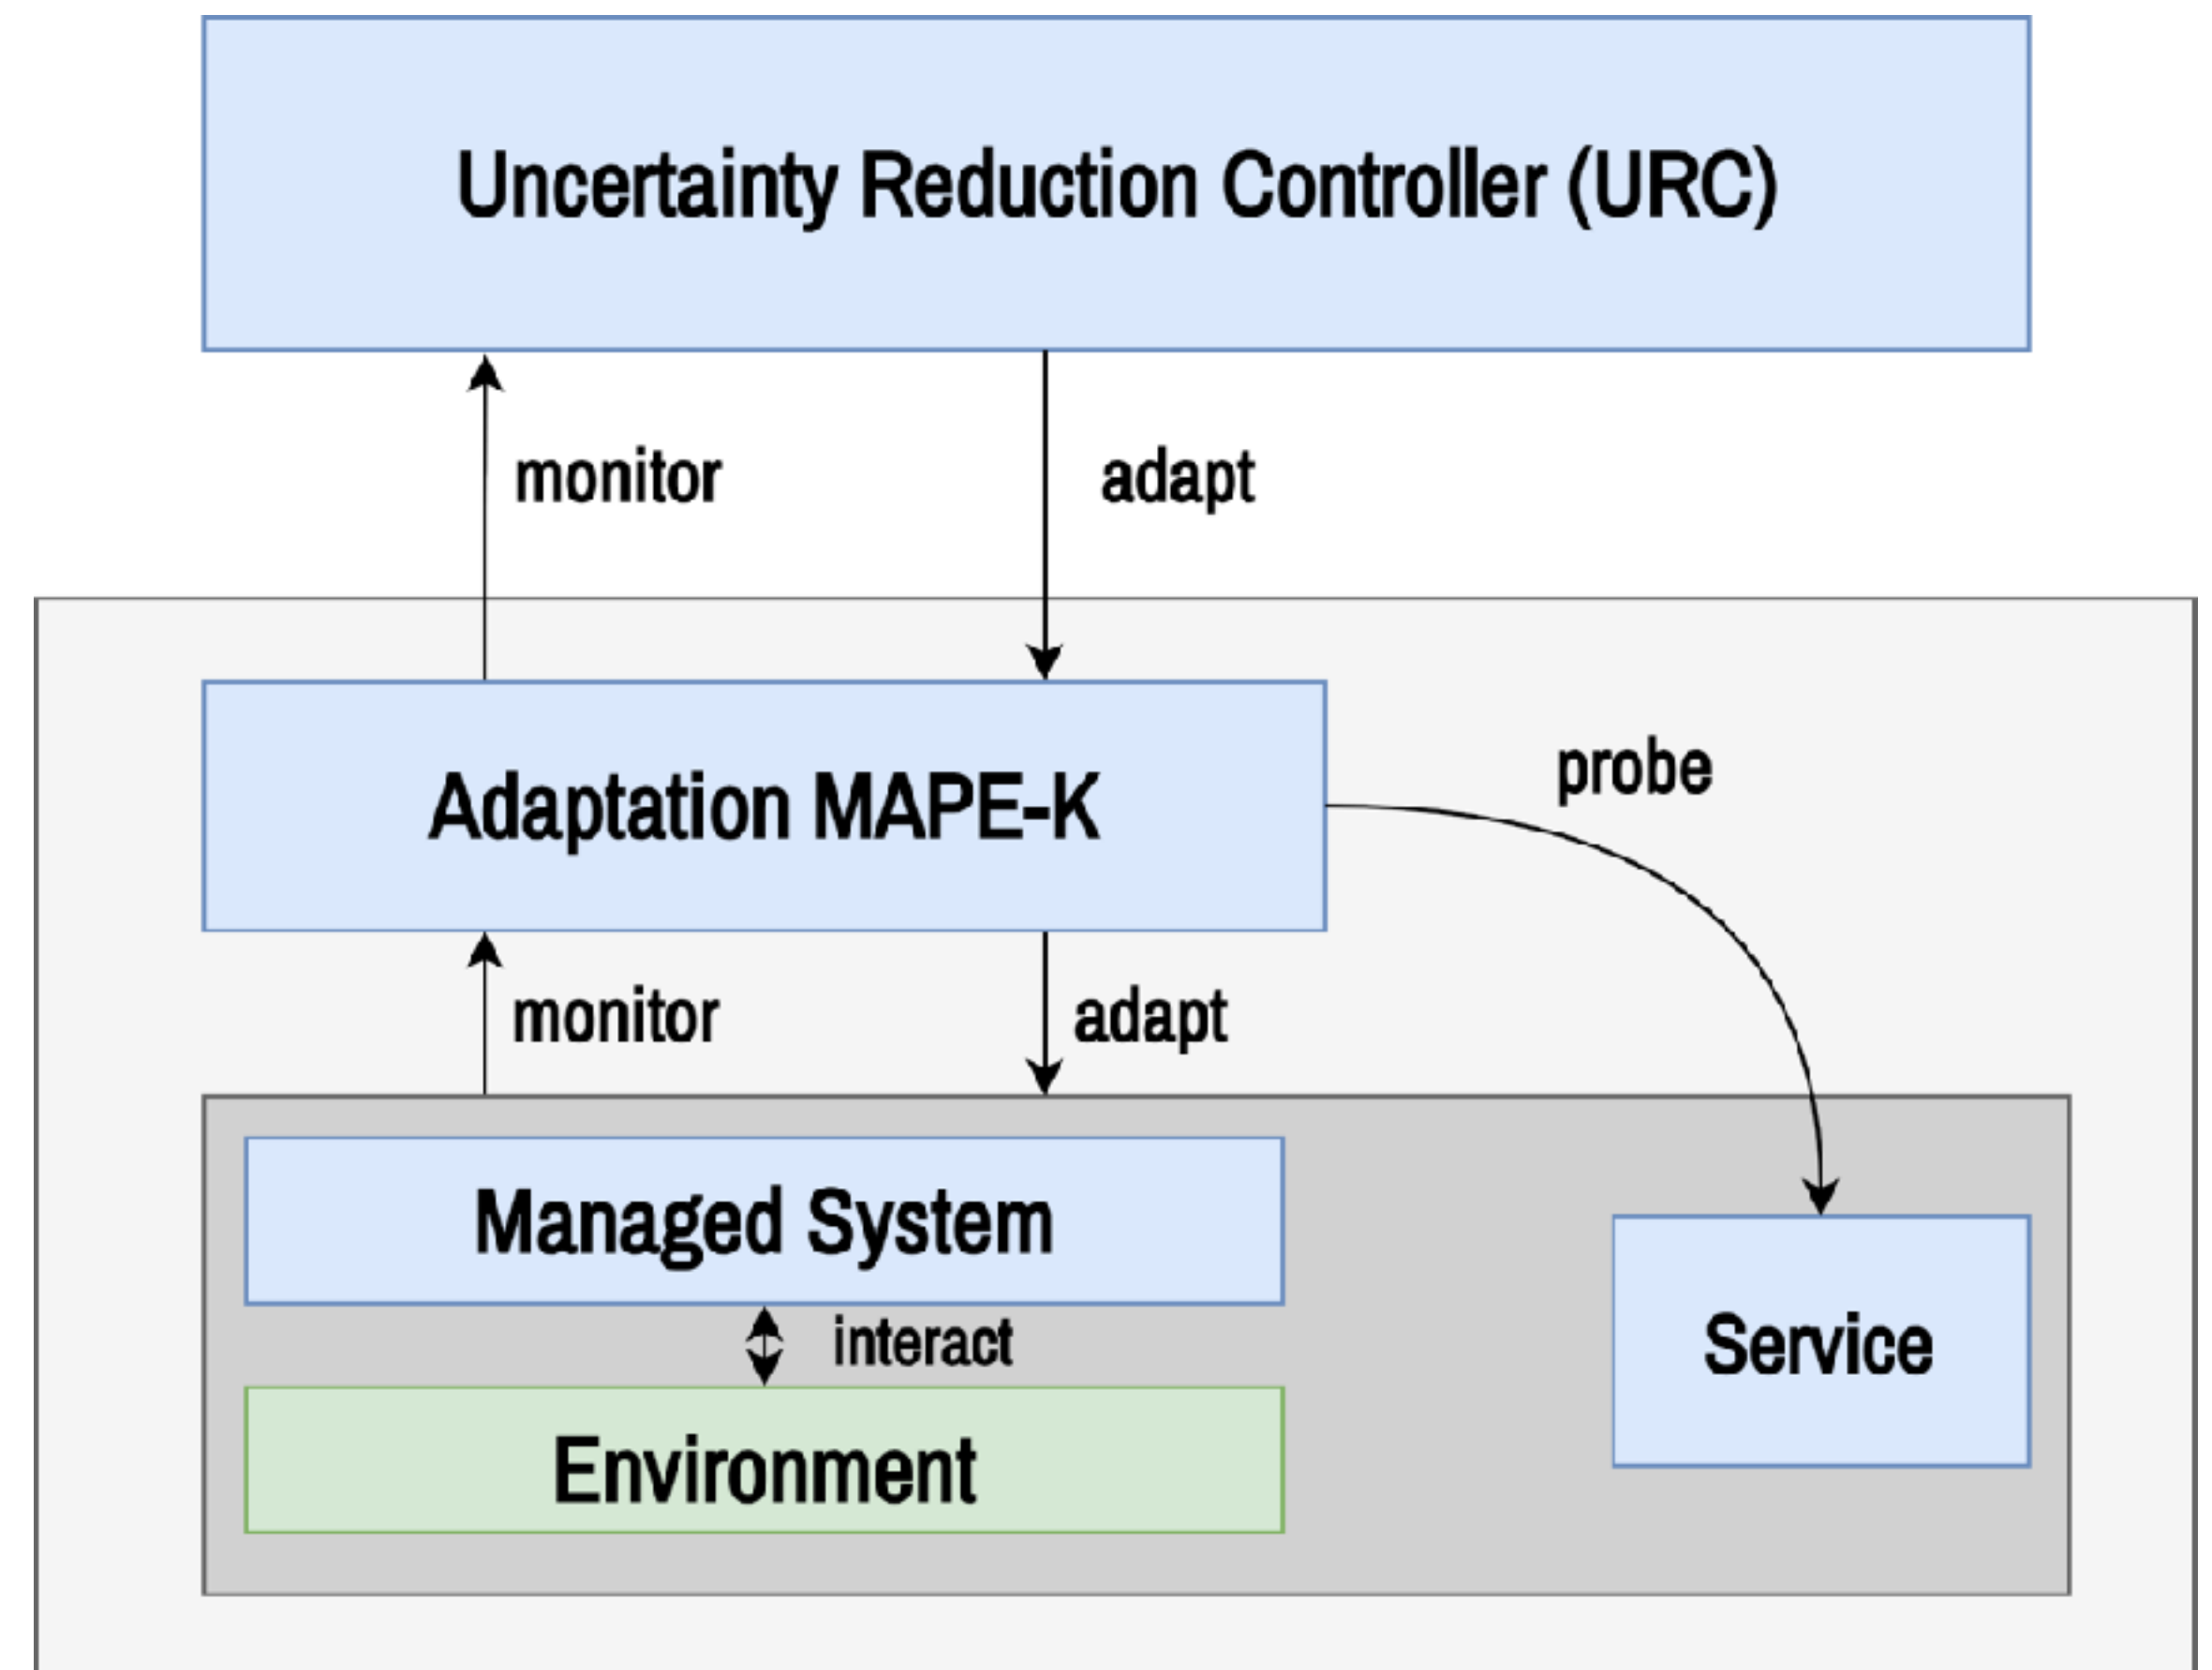 Uncertainty Reduction Controller (URC)
monitor
adapt
Adaptation MAPE-K
probe
monitor
adapt
Managed System
interact
Service
Environment